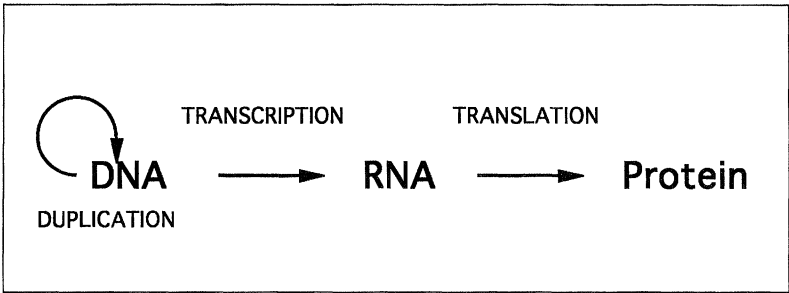 TRANSCRIPTION TRANSLATION
DNA RNA Protein
DUPLICATION